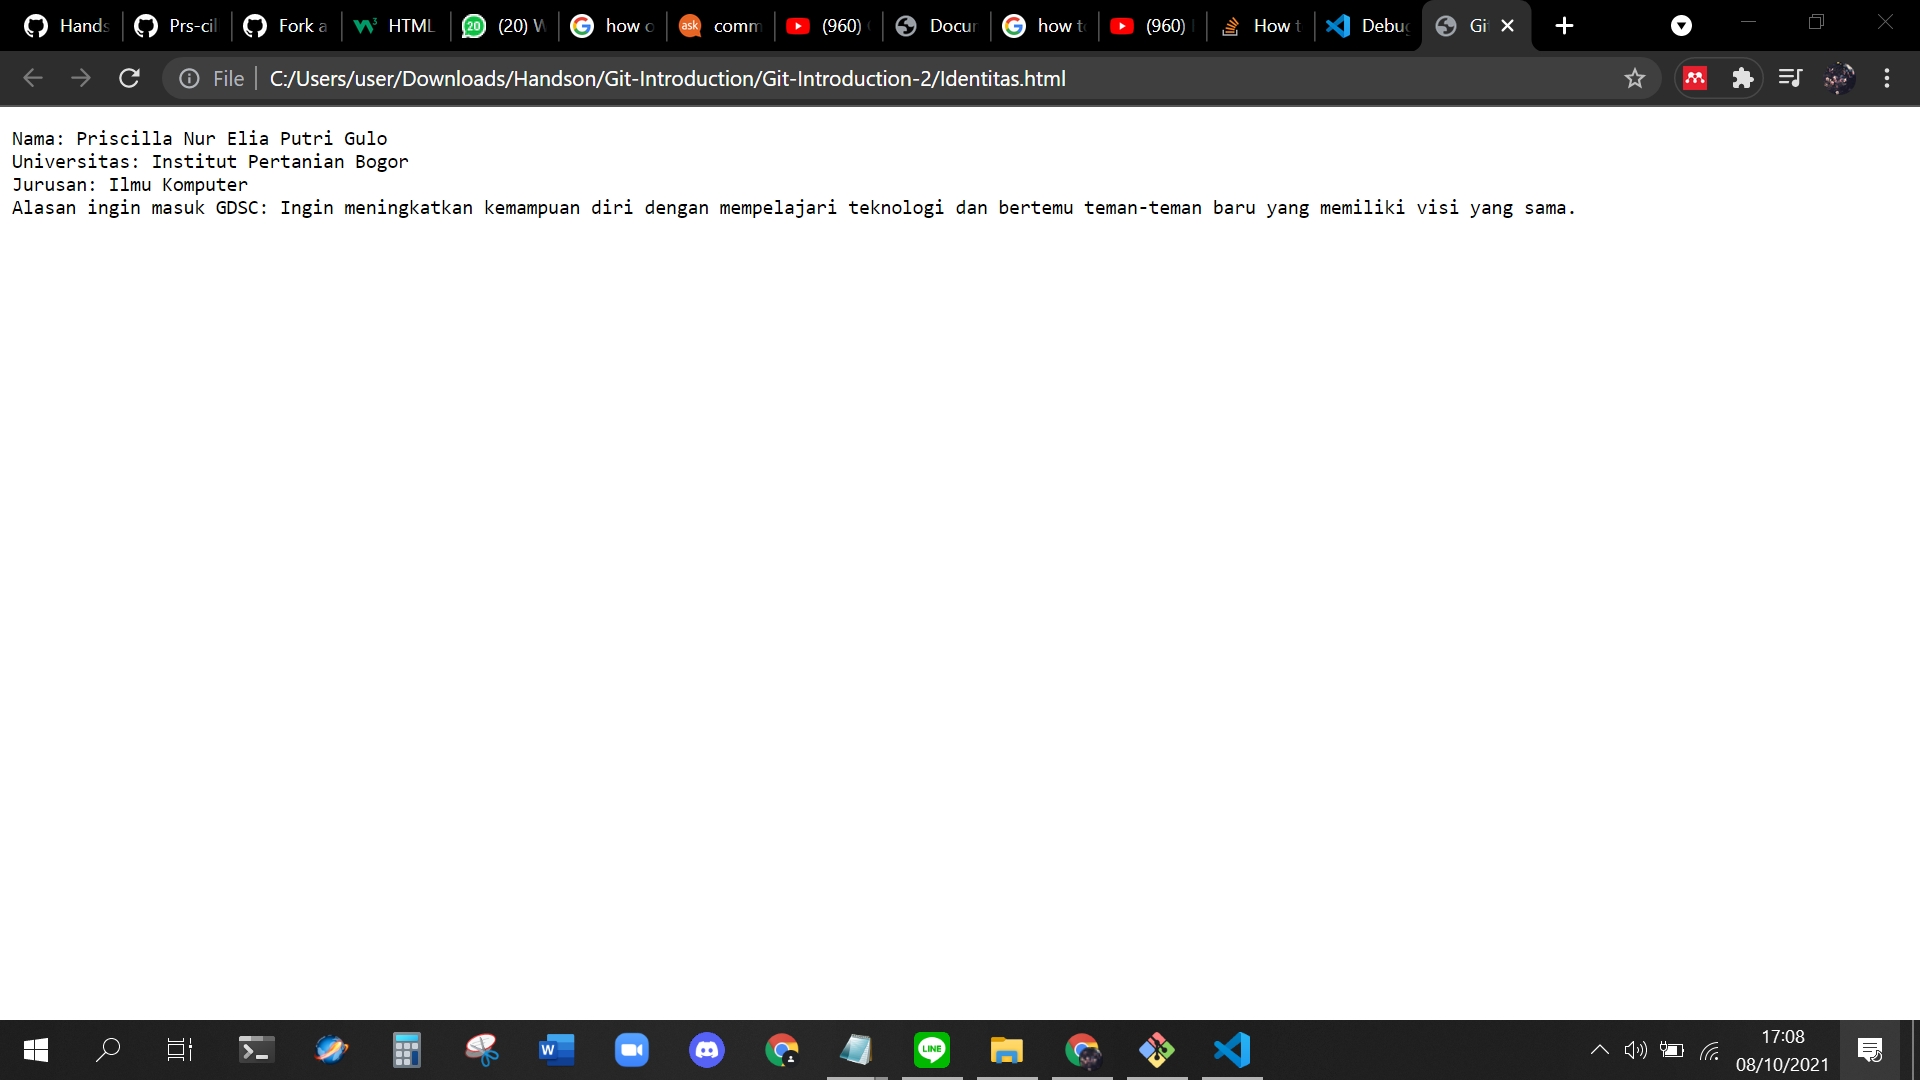 Hands
Prs-cil
Fork a
HTML
(20) W
how o
comm
(960)
Docun
how to
(960)
How t
Debug
Git
File
C:/Users/user/Downloads/Handson/Git-Introduction/Git-Introduction-2/Identitas.html
Nama: Priscilla Nur Elia Putri Gulo
Universitas: Institut Pertanian Bogor
Jurusan: Ilmu Komputer
Alasan ingin masuk GDSC: Ingin meningkatkan kemampuan diri dengan mempelajari teknologi dan bertemu teman-teman baru yang memiliki visi yang sama.
17:08
08/10/2021